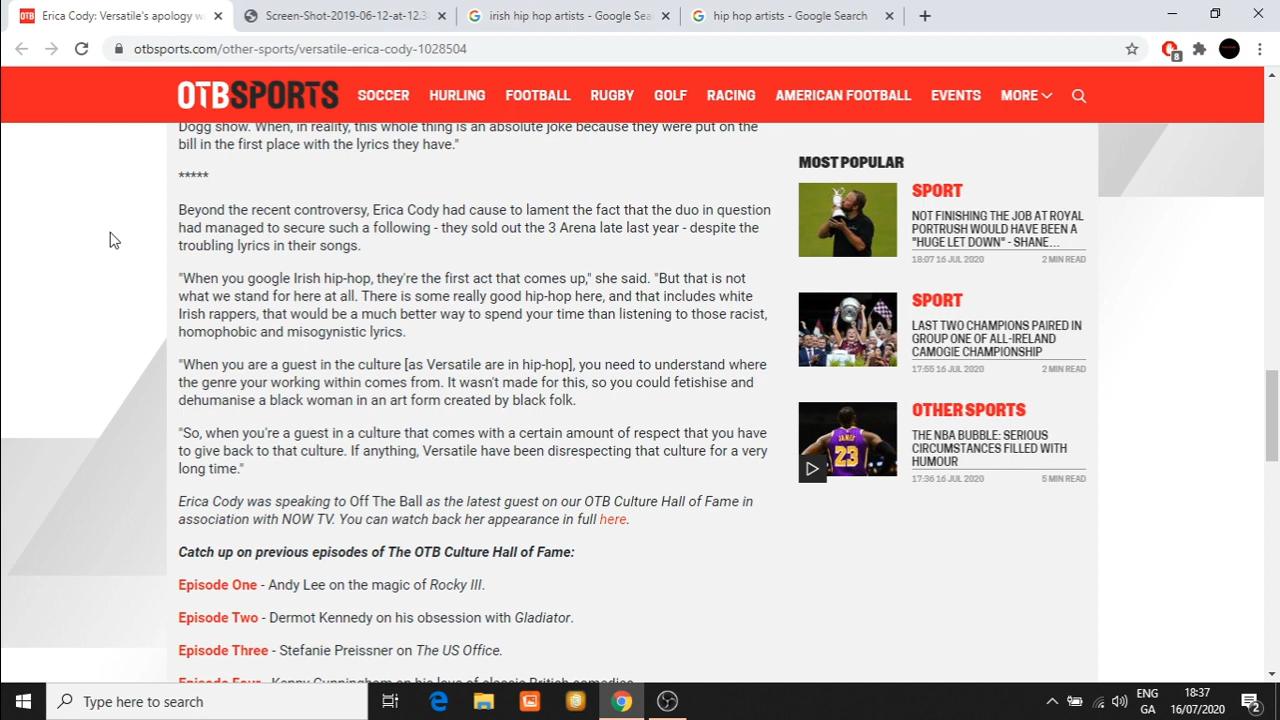 Erica Cody: Versatile's apology w
Screen-Shot-2019-06-12-at-12.3
irish hip hop artists - Google Sea
hip hop artists - Google Search
otbsports.com/other-sports/versatile-erica-cody-1028504
8
OTBSPORTS
SOCCER HURLING FOOTBALL RUGBY GOLF RACING AMERICAN FOOTBALL EVENTS MORE
Dogg show. When, in reality, this whole thing is an absolute joke because they were put on the
bill in the first place with the lyrics they have."
*****
Beyond the recent controversy, Erica Cody had cause to lament the fact that the duo in question
had managed to secure such a following - they sold out the 3 Arena late last year - despite the
troubling lyrics in their songs.
"When you google Irish hip-hop, they're the first act that comes up," she said. "But that is not
what we stand for here at all. There is some really good hip-hop here, and that includes white
Irish rappers, that would be a much better way to spend your time than listening to those racist,
homophobic and misogynistic lyrics.
"When you are a guest in the culture [as Versatile are in hip-hop], you need to understand where
the genre your working within comes from. It wasn't made for this, so you could fetishise and
dehumanise a black woman in an art form created by black folk.
"So, when you're a guest in a culture that comes with a certain amount of respect that you have
to give back to that culture. If anything, Versatile have been disrespecting that culture for a very
long time."
Erica Cody was speaking to Off The Ball as the latest guest on our OTB Culture Hall of Fame in
association with NOW TV. You can watch back her appearance in full here.
Catch up on previous episodes of The OTB Culture Hall of Fame:
Episode One - Andy Lee on the magic of Rocky III.
Episode Two - Dermot Kennedy on his obsession with Gladiator.
Episode Three - Stefanie Preissner on The US Office.
Episode Four - Kenny Cunningham on his love of classic British comedies.
MOST POPULAR
SPORT
NOT FINISHING THE JOB AT ROYAL
PORTRUSH WOULD HAVE BEEN A
"HUGE LET DOWN" - SHANE...
18:07 16 JUL 2020 2 MIN READ
SPORT
LAST TWO CHAMPIONS PAIRED IN
GROUP ONE OF ALL-IRELAND
CAMOGIE CHAMPIONSHIP
17:55 16 JUL 2020 2 MIN READ
JAMES
23
OTHER SPORTS
THE NBA BUBBLE: SERIOUS
CIRCUMSTANCES FILLED WITH
HUMOUR
17:36 16 JUL 2020 5 MIN READ
Type here to search
ENG
GA
18:37
16/07/2020
2